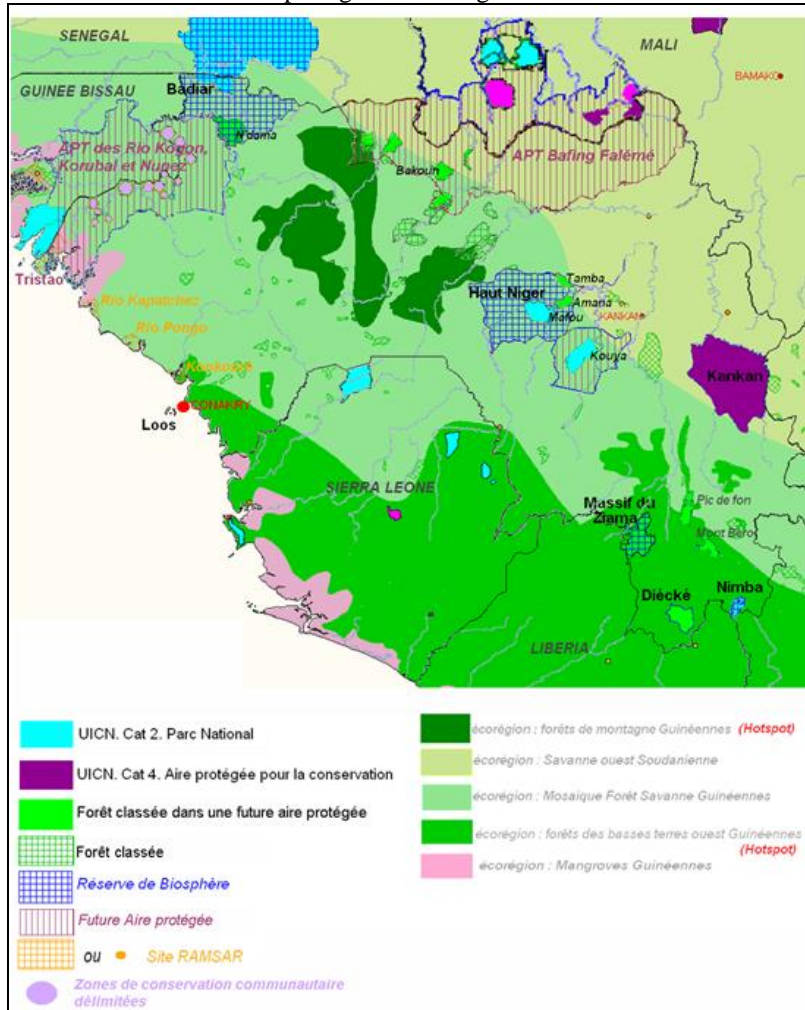 SENEGAL
MALI
BAMAKO
GUINEE BISSAU
Badiar
N'dama
APT des Rio Kogon,
Korubal et Nunez
APT Bafing Falémé
Bakoun
Tristao
Rio Kapatchez
Rio Pongo
Haut Niger
Tamba
Amana
Mafou
KANKAN
Kouya
Kankan
CONAKRY
Loos
SIERRA LEONE
Massif du
Ziama
Pic de fon
Mont Béro
Diécké
Nimba
LIBERIA
UICN. Cat 2. Parc National
UICN. Cat 4. Aire protégée pour la conservation
Forêt classée dans une future aire protégée
Forêt classée
Réserve de Biosphère
Future Aire protégée
ou Site RAMSAR
Zones de conservation communautaire
délimitées
écorégion : forêts de montagne Guinéennes (Hotspot)
écorégion : Savanne ouest Soudanienne
écorégion : Mosaique Forêt Savanne Guinéennes
écorégion : forêts des basses terres ouest Guinéennes
(Hotspot)
écorégion : Mangroves Guinéennes